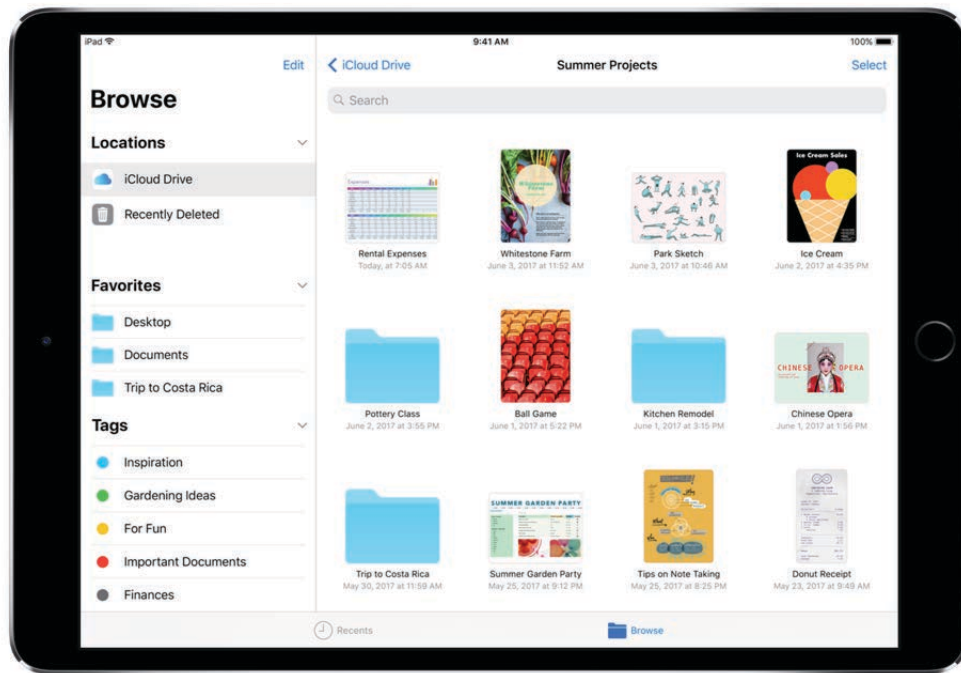 iPad
9:41 AM
100%
Edit
Browse
Locations
iCloud Drive
Recently Deleted
Favorites
Desktop
Documents
Trip to Costa Rica
Tags
Inspiration
Gardening Ideas
For Fun
Important Documents
Finances
iCloud Drive
Summer Projects
Select
Search
Expenses
Whitestone
Farm
Ice Cream Sales
Rental Expenses
Today, at 7:05 AM
Whitestone Farm
June 3, 2017 at 11:52 AM
Park Sketch
June 3, 2017 at 10:46 AM
Ice Cream
June 2, 2017 at 4:35 PM
CHINESE OPERA
Pottery Class
June 2, 2017 at 3:55 PM
Ball Game
June 1, 2017 at 5:22 PM
Kitchen Remodel
June 1, 2017 at 3:15 PM
Chinese Opera
June 1, 2017 at 1:56 PM
SUMMER GARDEN PARTY
Trip to Costa Rica
May 30, 2017 at 11:59 AM
Summer Garden Party
May 25, 2017 at 9:12 PM
Tips on Note Taking
May 25, 2017 at 8:25 PM
Donut Receipt
May 23, 2017 at 9:49 AM
Recents
Browse